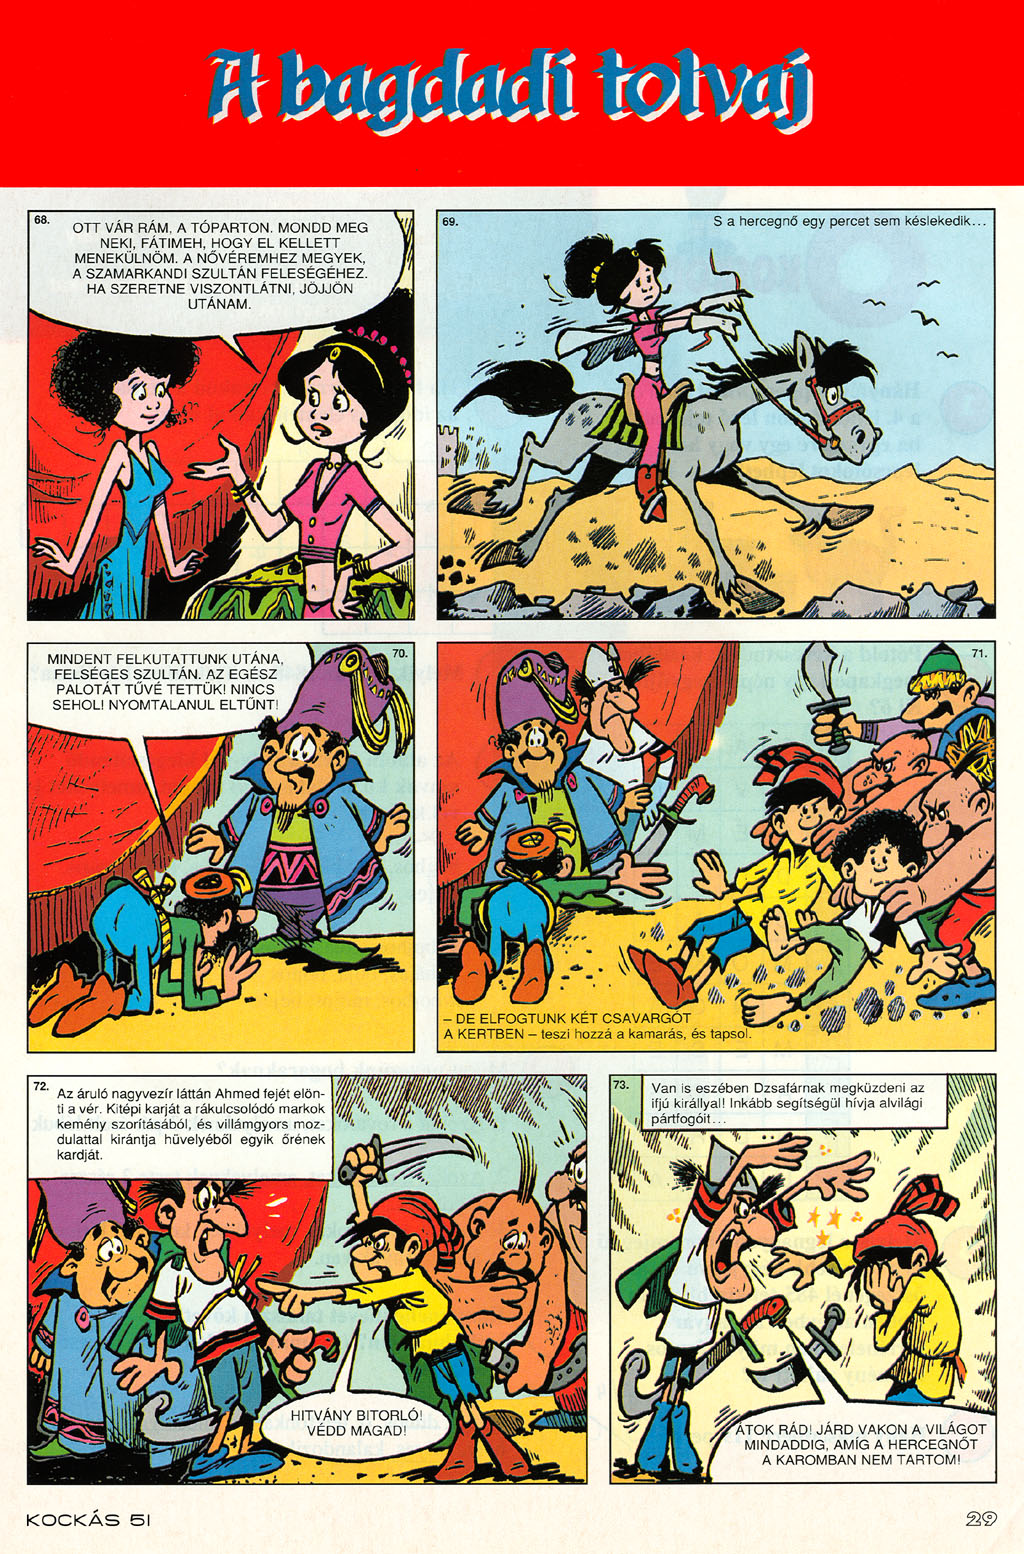 A bagdadi tolvaj
68.
OTT VÁR RÁM, A TÓPARTON. MONDD MEG
NEKI, FÁTIMEH, HOGY EL KELLETT
MENEKÜLNÖM. A NŐVÉREMHEZ MEGYEK,
A SZAMARKANDI SZULTÁN FELESÉGÉHEZ.
HA SZERETNE VISZONTLÁTNI, JÖJJÖN
UTÁNAM.
69.
S a hercegnő egy percet sem késlekedik...
70.
MINDENT FELKUTATTUNK UTÁNA,
FELSÉGES SZULTÁN. AZ EGÉSZ
PALOTÁT TŰVÉ TETTÜK! NINCS
SEHOL! NYOMTALANUL ELTŰNT!
71.
– DE ELFOGTUNK KÉT CSAVARGÓT
A KERTBEN – teszi hozzá a kamarás, és tapsol.
72.
Az áruló nagyvezír láttán Ahmed fejét elön-
ti a vér. Kitépi karját a rákulcsolódó markok
kemény szorításából, és villámgyors moz-
dulattal kirántja hüvelyéből egyik őrének
kardját.
HITVÁNY BITORLÓ!
VÉDD MAGAD!
73.
Van is eszében Dzsafárnak megküzdeni az
ifjú királlyal! Inkább segítségül hívja alvilági
pártfogóit...
ÁTOK RÁD! JÁRD VAKON A VILÁGOT
MINDADDIG, AMÍG A HERCEGNŐT
A KAROMBAN NEM TARTOM!
KOCKÁS 51
29